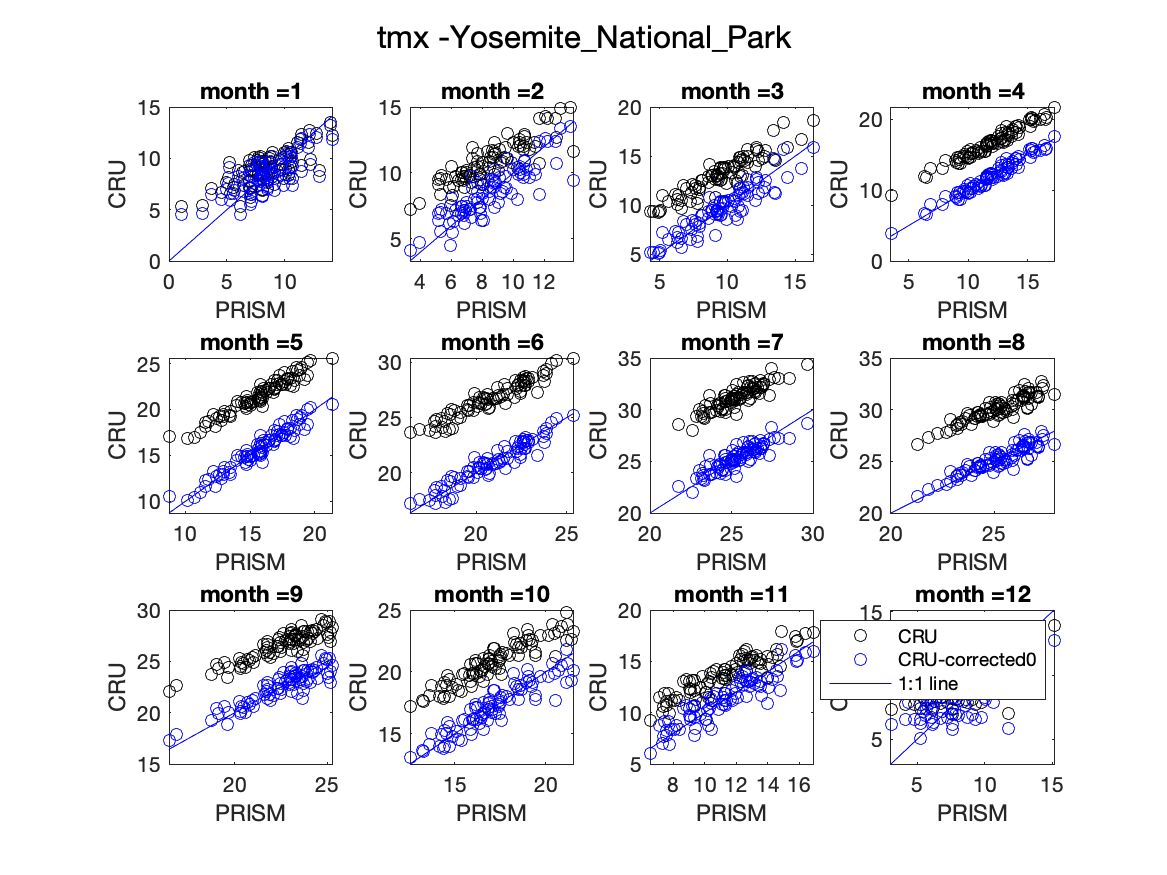 tmx -Yosemite_National_Park
month =1
month =2
month =3
month =4
15
10
5
0
CRU
0
5
10
PRISM
15
10
5
CRU
4
6
8
10
12
PRISM
20
15
10
5
CRU
5
10
15
PRISM
20
10
0
CRU
5
10
15
PRISM
month =5
month =6
month =7
month =8
25
20
15
10
CRU
10
15
20
PRISM
30
25
20
CRU
20
25
PRISM
35
30
25
20
CRU
20
25
30
PRISM
35
30
25
20
CRU
20
25
PRISM
month =9
month =10
month =11
month =12
30
25
20
15
CRU
20
25
PRISM
25
20
15
CRU
15
20
PRISM
20
15
10
5
CRU
8
10
12
14
16
PRISM
15
5
5
10
15
PRISM
CRU
CRU-corrected0
1:1 line